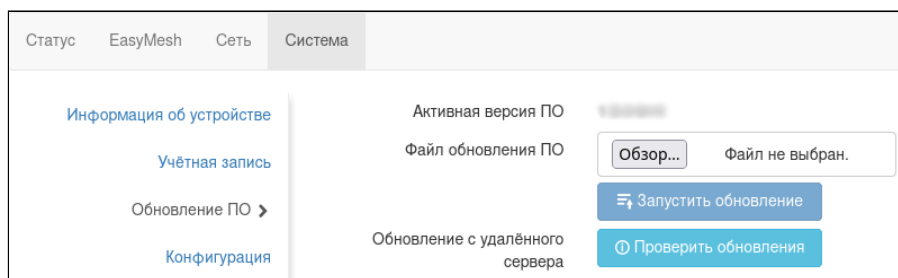 Статус EasyMesh Сеть Система
Информация об устройстве
Учётная запись
Обновление ПО
Конфигурация
Активная версия ПО
Файл обновления ПО Обзор... Файл не выбран.
Запустить обновление
Обновление с удалённого
сервера
Проверить обновления